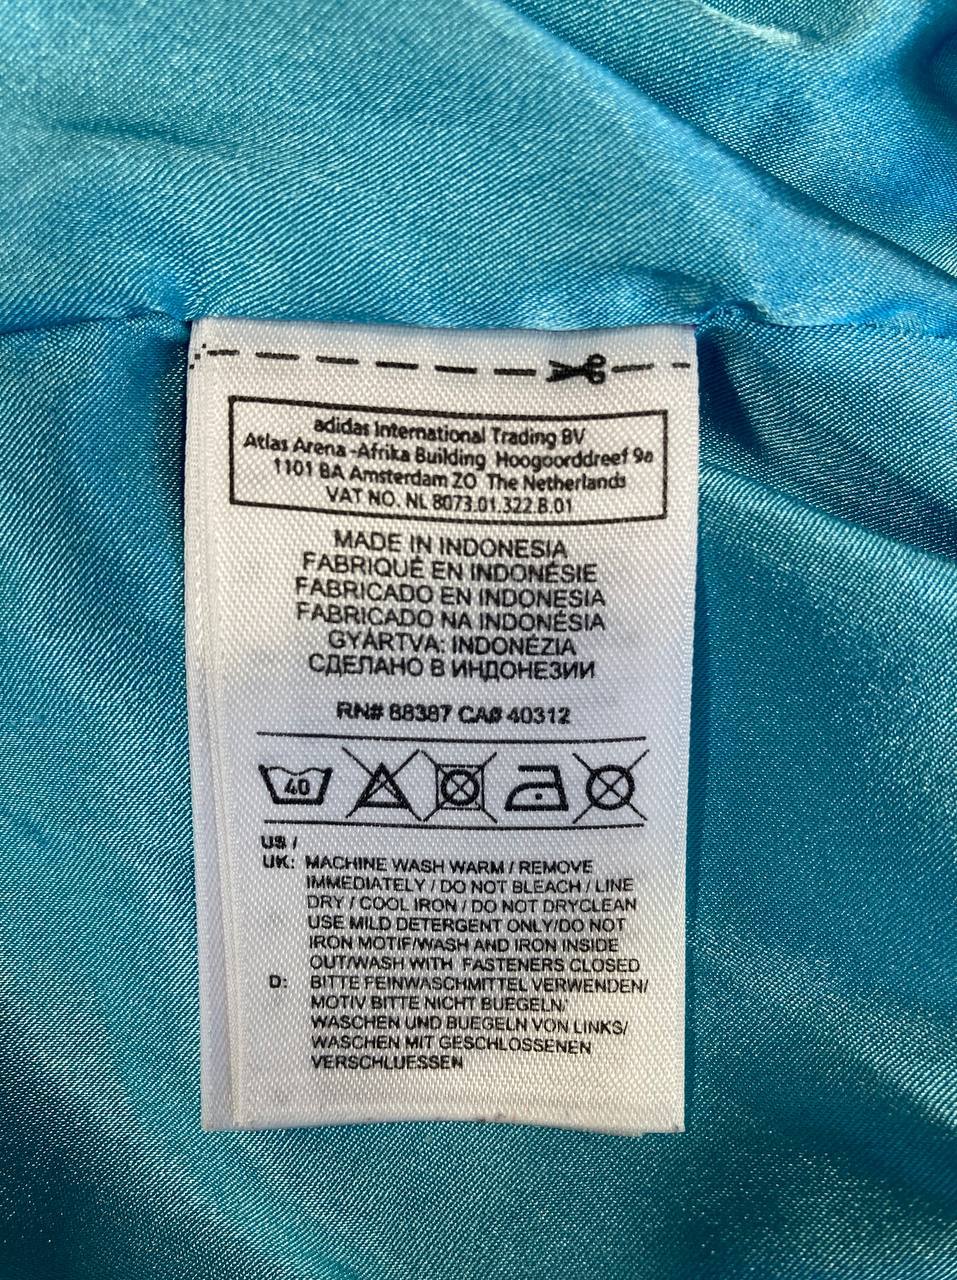 adidas International Trading BV
Atlas Arena -Afrika Building Hoogoorddreef 9a
1101 BA Amsterdam ZO The Netherlands
VAT NO. NL 8073.01.322.B.01
MADE IN INDONESIA
FABRIQUÉ EN INDONÉSIE
FABRICADO EN INDONESIA
FABRICADO NA INDONÉSIA
GYÁRTVA: INDONÉZIA
СДЕЛАНО В ИНДОНЕЗИИ
RN# 88387 CA# 40312
40
US /
UK: MACHINE WASH WARM / REMOVE
IMMEDIATELY / DO NOT BLEACH / LINE
DRY / COOL IRON / DO NOT DRYCLEAN
USE MILD DETERGENT ONLY/DO NOT
IRON MOTIF/WASH AND IRON INSIDE
OUT/WASH WITH FASTENERS CLOSED
D: BITTE FEINWASCHMITTEL VERWENDEN/
MOTIV BITTE NICHT BUEGELN/
WASCHEN UND BUEGELN VON LINKS/
WASCHEN MIT GESCHLOSSENEN
VERSCHLUESSEN